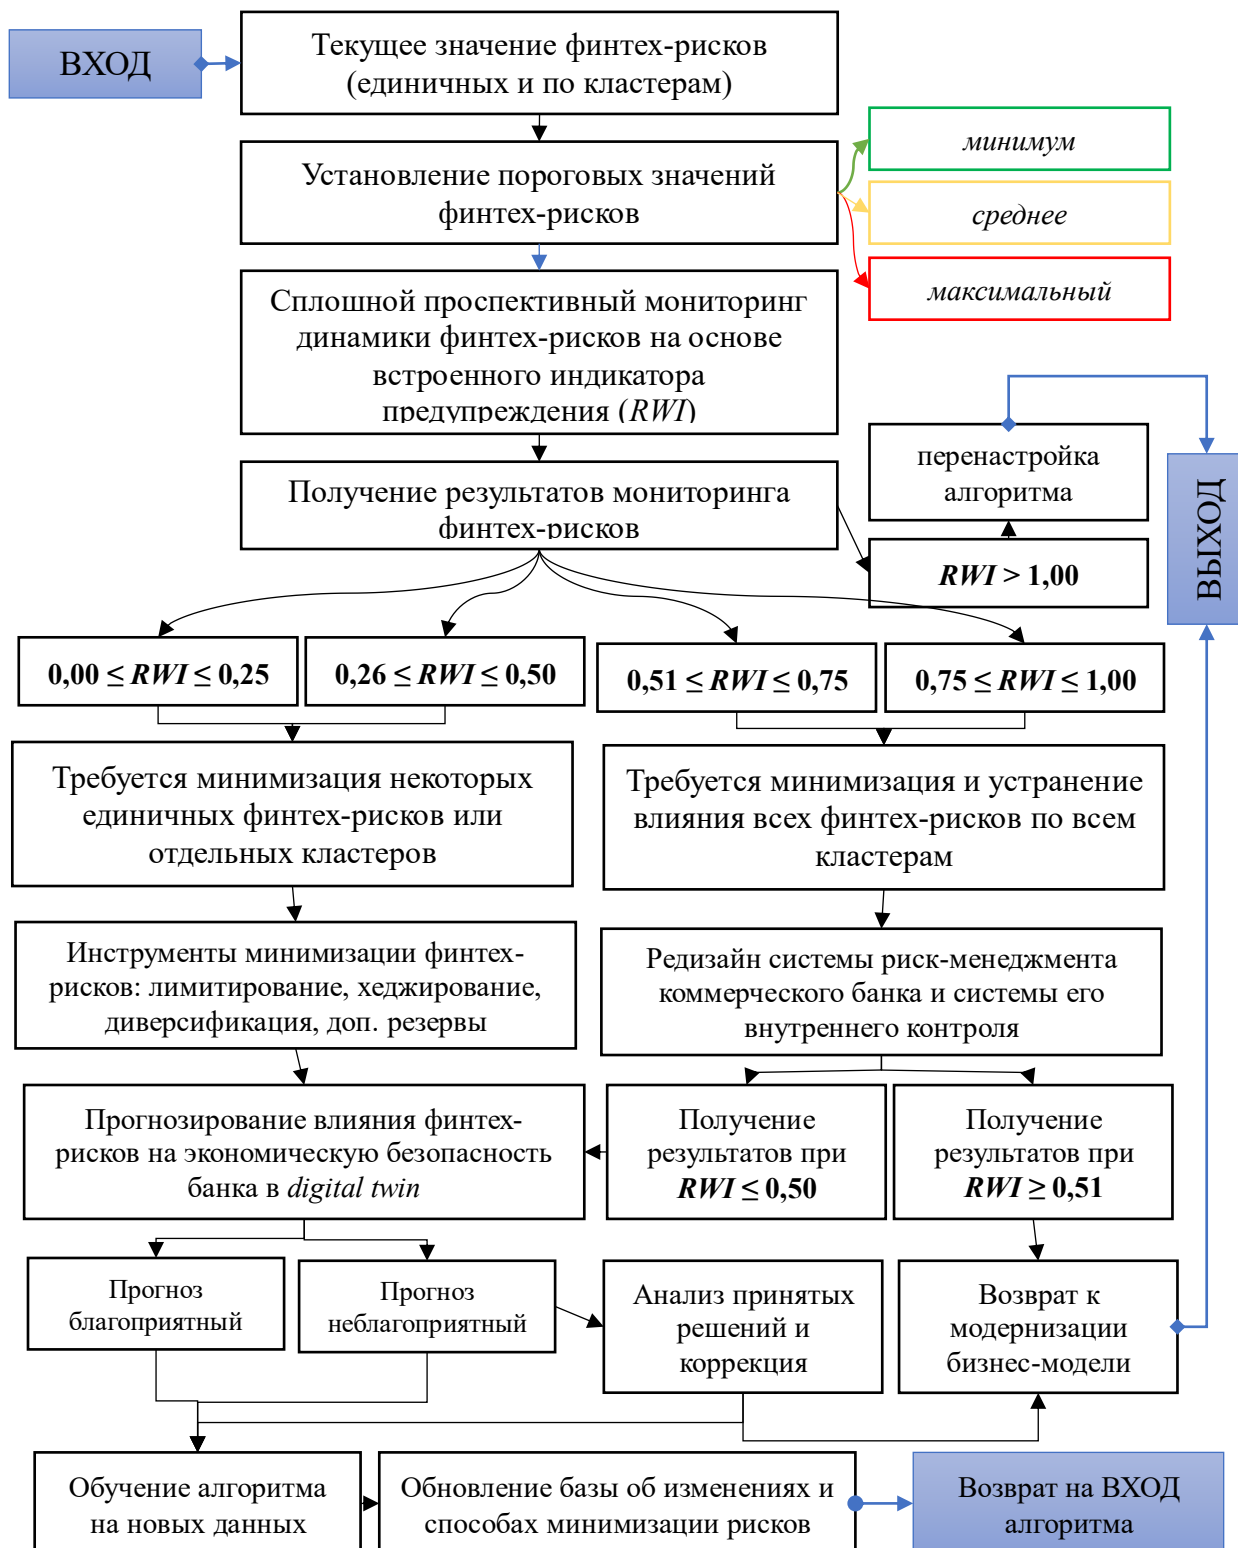 ВХОД
Текущее значение финтех-рисков
(единичных и по кластерам)
Установление пороговых значений
финтех-рисков
минимум
среднее
максимальный
Сплошной проспективный мониторинг
динамики финтех-рисков на основе
встроенного индикатора
предупреждения (RWI)
перенастройка
алгоритма
ВЫХОД
Получение результатов мониторинга
финтех-рисков
RWI > 1,00
0,00 ≤ RWI ≤ 0,25
0,26 ≤ RWI ≤ 0,50
0,51 ≤ RWI ≤ 0,75
0,75 ≤ RWI ≤ 1,00
Требуется минимизация некоторых
единичных финтех-рисков или
отдельных кластеров
Требуется минимизация и устранение
влияния всех финтех-рисков по всем
кластерам
Инструменты минимизации финтех-
рисков: лимитирование, хеджирование,
диверсификация, доп. резервы
Редизайн системы риск-менеджмента
коммерческого банка и системы его
внутреннего контроля
Прогнозирование влияния финтех-
рисков на экономическую безопасность
банка в digital twin
Получение
результатов при
RWI ≤ 0,50
Получение
результатов при
RWI ≥ 0,51
Прогноз
благоприятный
Прогноз
неблагоприятный
Анализ принятых
решений и
коррекция
Возврат к
модернизации
бизнес-модели
Обучение алгоритма
на новых данных
Обновление базы об изменениях и
способах минимизации рисков
Возврат на ВХОД
алгоритма